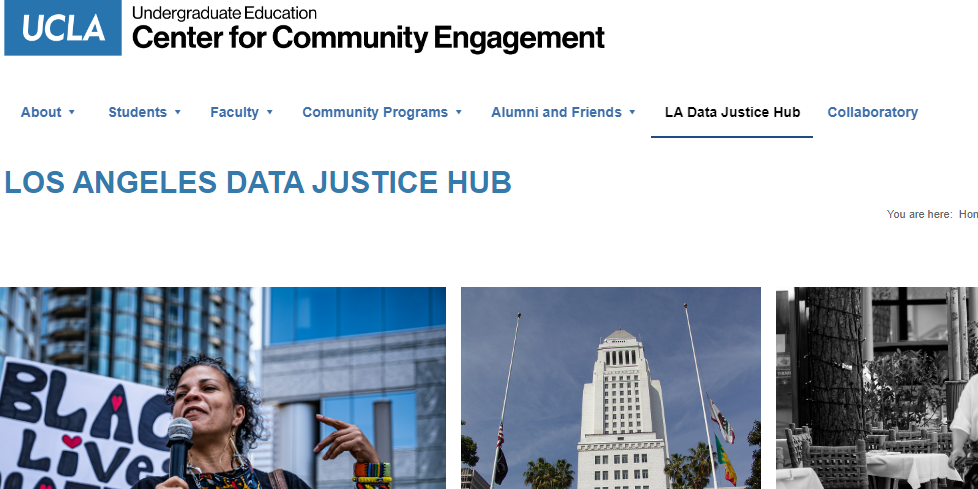 UCLA
Undergraduate Education
Center for Community Engagement
About Students Faculty Community Programs Alumni and Friends LA Data Justice Hub Collaboratory
LOS ANGELES DATA JUSTICE HUB
You are here:
BLAC
LiVes